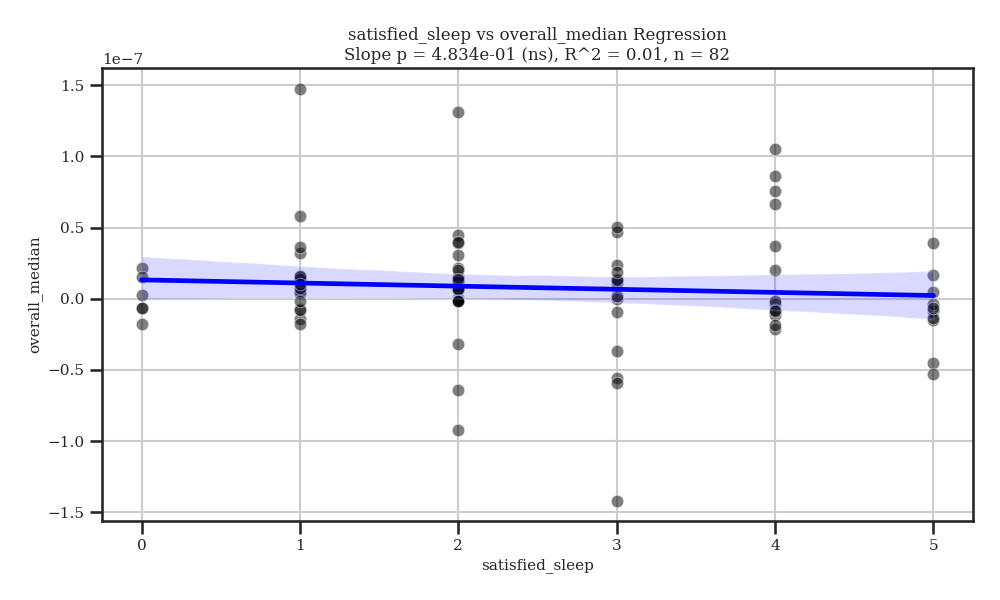 satisfied_sleep vs overall_median Regression
Slope p = 4.834e-01 (ns), R^2 = 0.01, n = 82
1e−7
1.5
1.0
0.5
0.0
−0.5
−1.0
−1.5
overall_median
0 1 2 3 4 5
satisfied_sleep